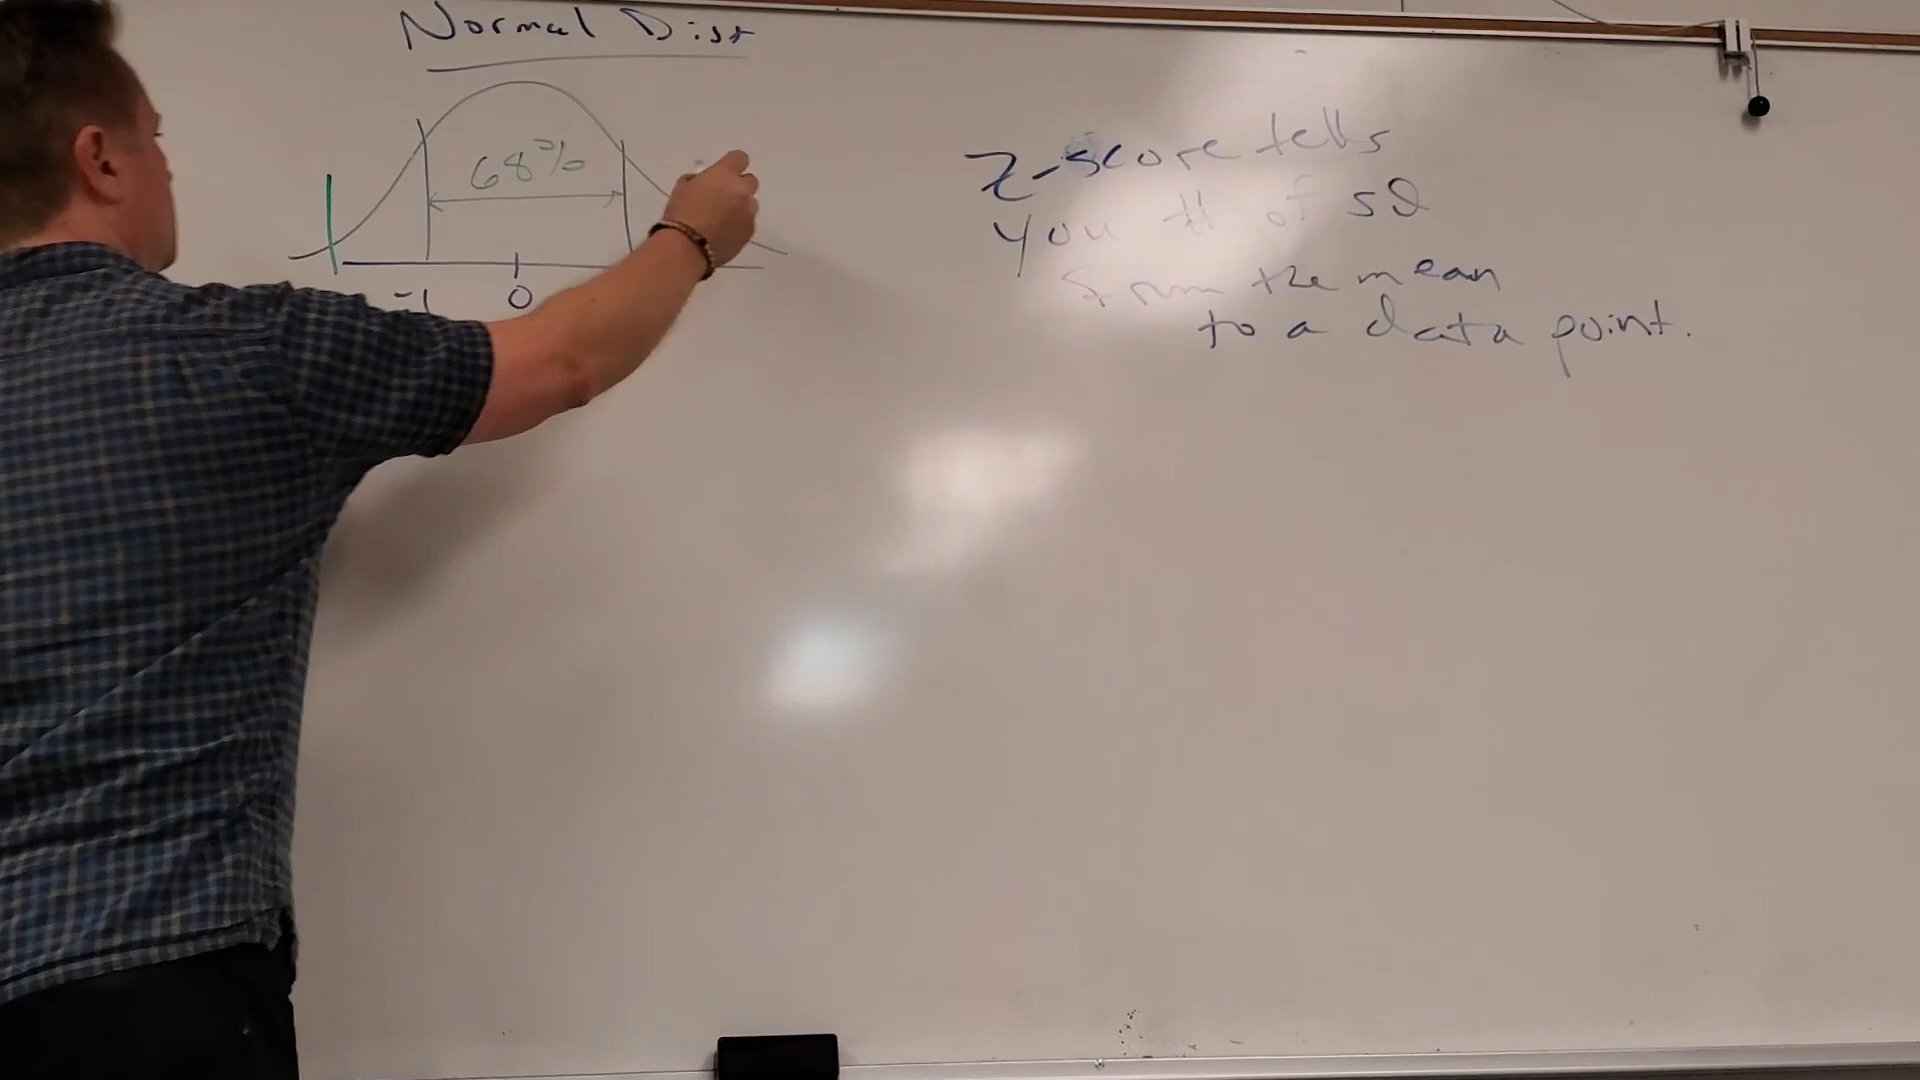 Normal Dist
68%
-1 0
Z-score tells
you # of sd
from the mean
to a data point.